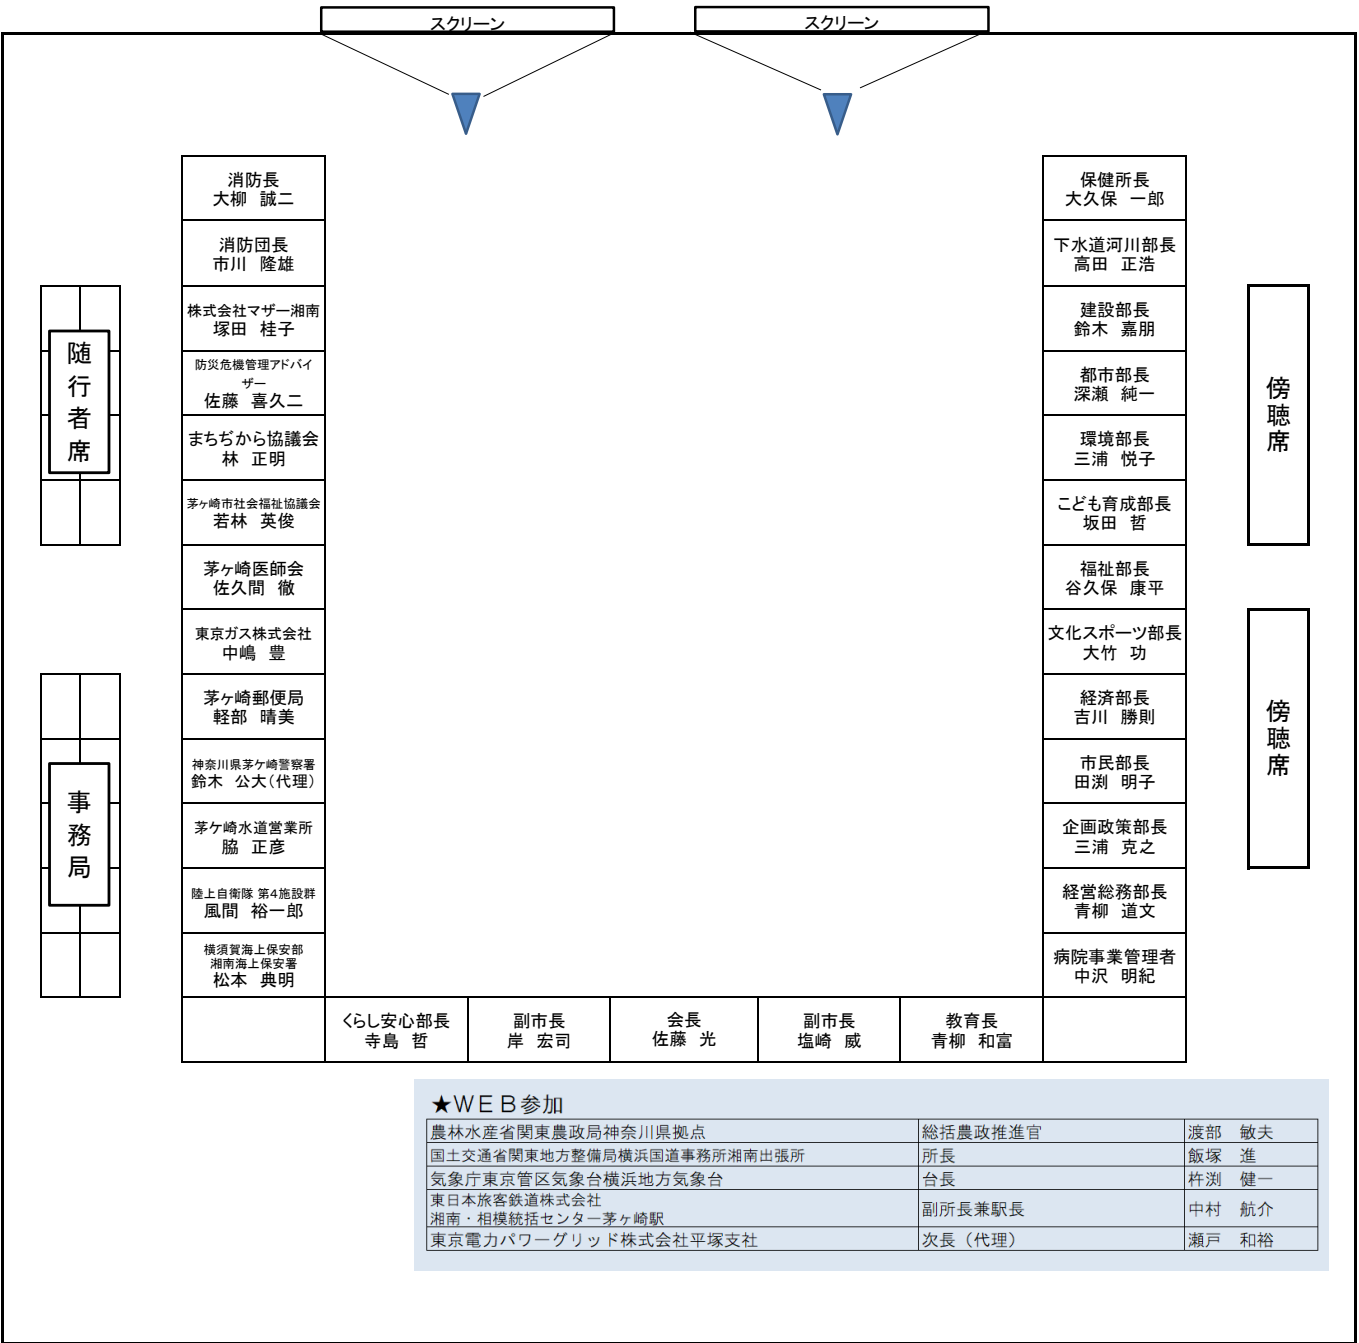 スクリーン
スクリーン
消防長
大柳 誠二
消防団長
市川 隆雄
株式会社マザー湘南
塚田 桂子
防災危機管理アドバイ
ザー
佐藤 喜久二
まちぢから協議会
林 正明
茅ヶ崎市社会福祉協議会
若林 英俊
茅ヶ崎医師会
佐久間 徹
東京ガス株式会社
中嶋 豊
茅ヶ崎郵便局
軽部 晴美
神奈川県茅ケ崎警察署
鈴木 公大(代理)
茅ケ崎水道営業所
脇 正彦
陸上自衛隊 第4施設群
風間 裕一郎
横須賀海上保安部
湘南海上保安署
松本 典明
随行者席
事務局
保健所長
大久保 一郎
下水道河川部長
高田 正浩
建設部長
鈴木 嘉朋
都市部長
深瀬 純一
環境部長
三浦 悦子
こども育成部長
坂田 哲
福祉部長
谷久保 康平
文化スポーツ部長
大竹 功
経済部長
吉川 勝則
市民部長
田渕 明子
企画政策部長
三浦 克之
経営総務部長
青柳 道文
病院事業管理者
中沢 明紀
傍聴席
傍聴席
くらし安心部長
寺島 哲
副市長
岸 宏司
会長
佐藤 光
副市長
塩崎 威
教育長
青柳 和富
★ＷＥＢ参加
農林水産省関東農政局神奈川県拠点 総括農政推進官 渡部 敏夫
国土交通省関東地方整備局横浜国道事務所湘南出張所 所長 飯塚 進
気象庁東京管区気象台横浜地方気象台 台長 杵渕 健一
東日本旅客鉄道株式会社
湘南・相模統括センター茅ヶ崎駅 副所長兼駅長 中村 航介
東京電力パワーグリッド株式会社平塚支社 次長（代理） 瀬戸 和裕